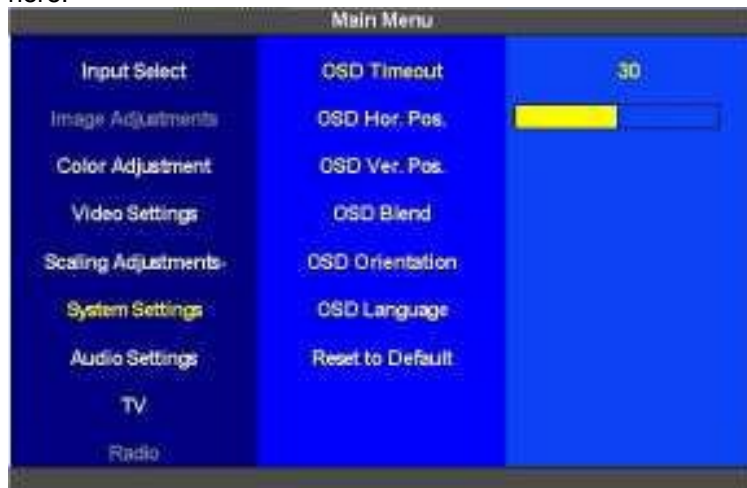 here.
Main Menu
Input Select
Image Adjustments
Color Adjustment
Video Settings
Scaling Adjustments
System Settings
Audio Settings
TV
Radio
OSD Timeout
OSD Hor. Pos.
OSD Ver. Pos.
OSD Blend
OSD Orientation
OSD Language
Reset to Default
30